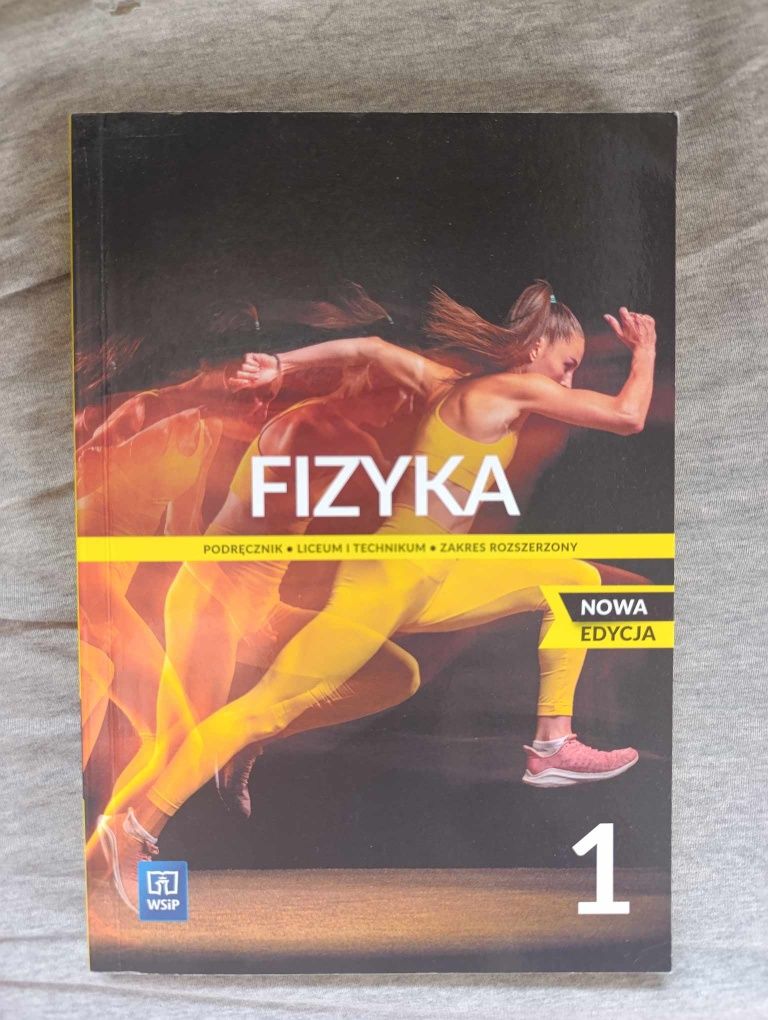 FIZYKA
PODRĘCZNIK • LICEUM I TECHNIKUM • ZAKRES ROZSZERZONY
NOWA
EDYCJA
1
WSiP